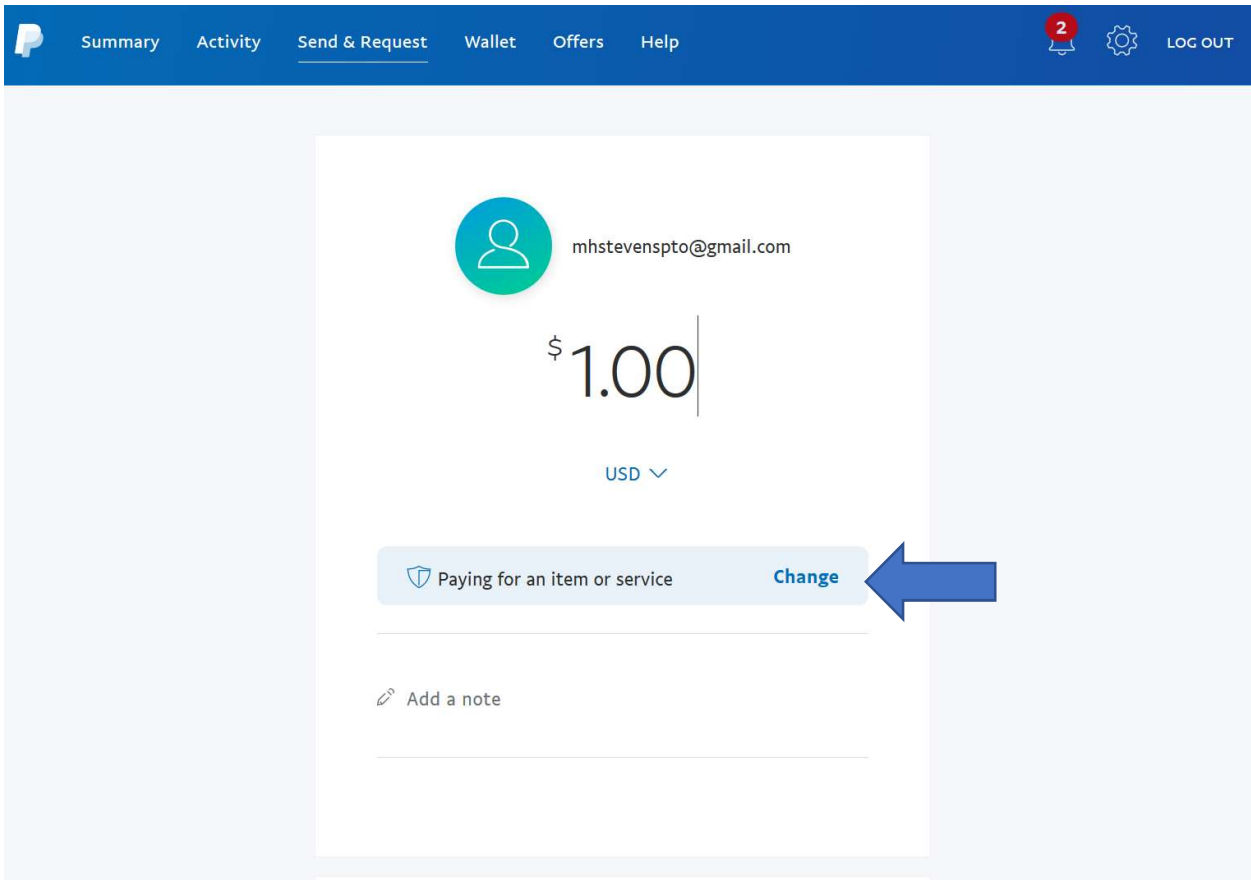 Summary Activity Send & Request Wallet Offers Help 2 LOG OUT
mhstevenspto@gmail.com
$1.00
USD
Paying for an item or service Change
Add a note